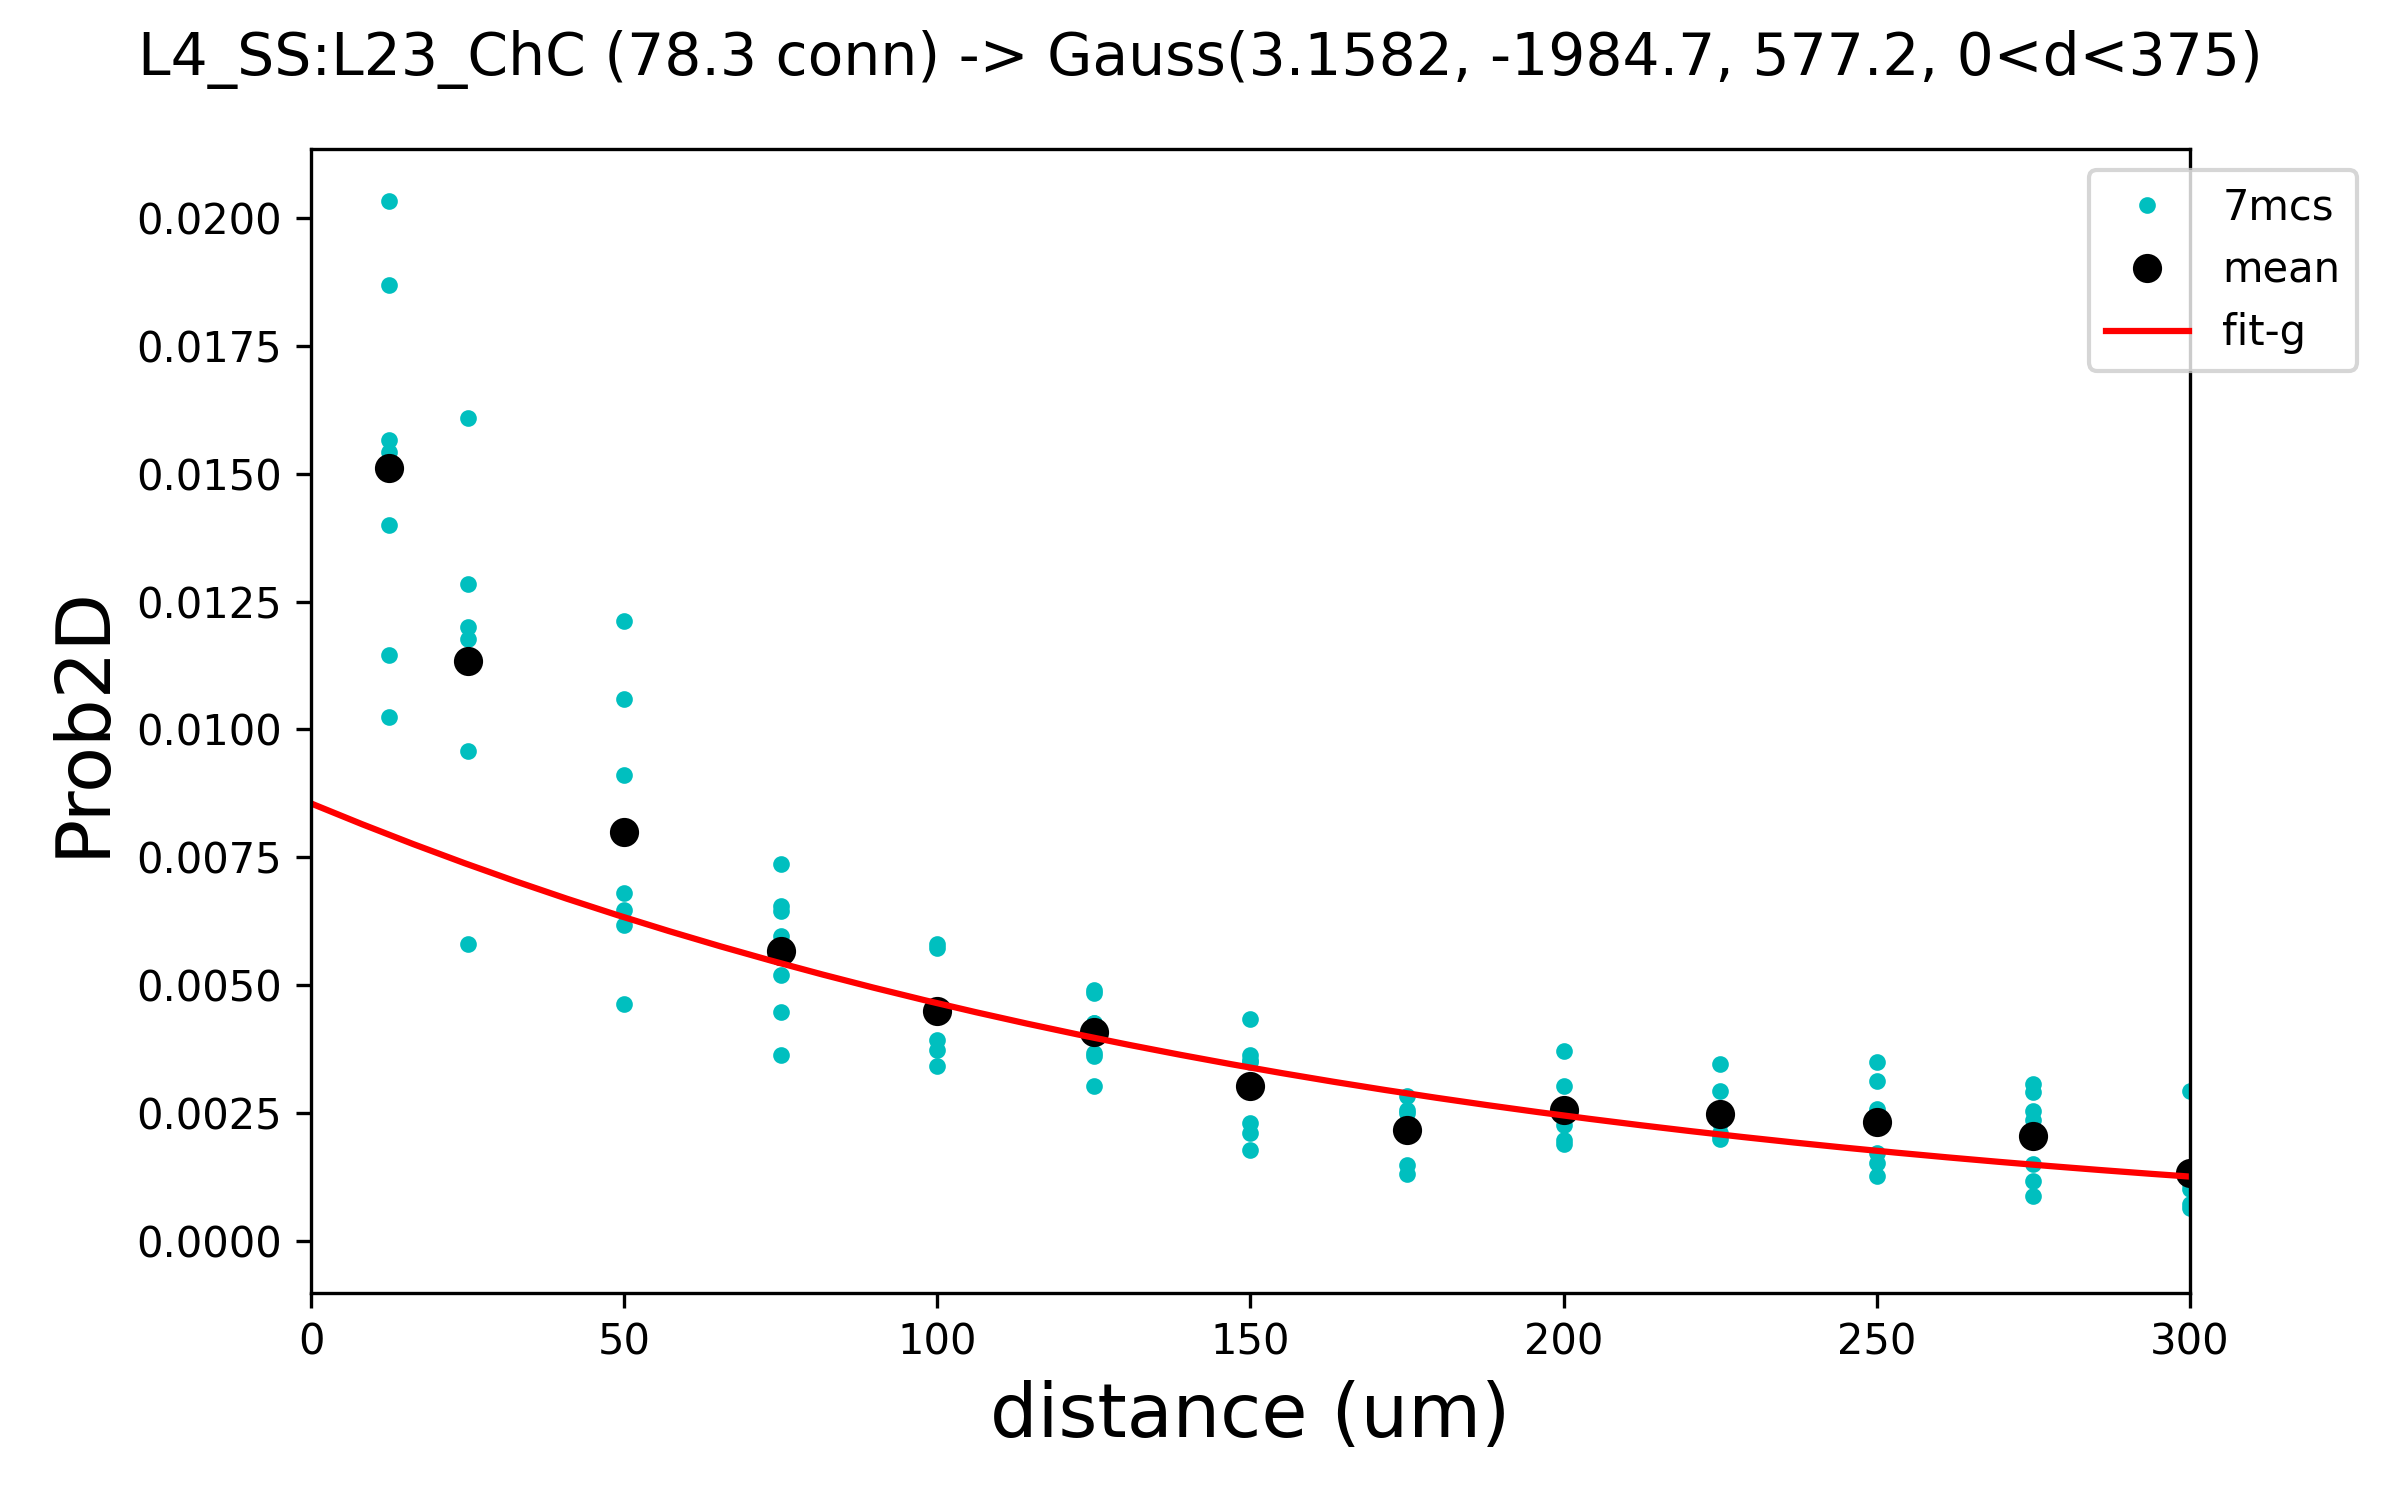 L4_SS:L23_ChC (78.3 conn) -> Gauss(3.1582, -1984.7, 577.2, 0<d<375)
7mcs
mean
fit-g
Prob2D
0.0200
0.0175
0.0150
0.0125
0.0100
0.0075
0.0050
0.0025
0.0000
0 50 100 150 200 250 300
distance (um)